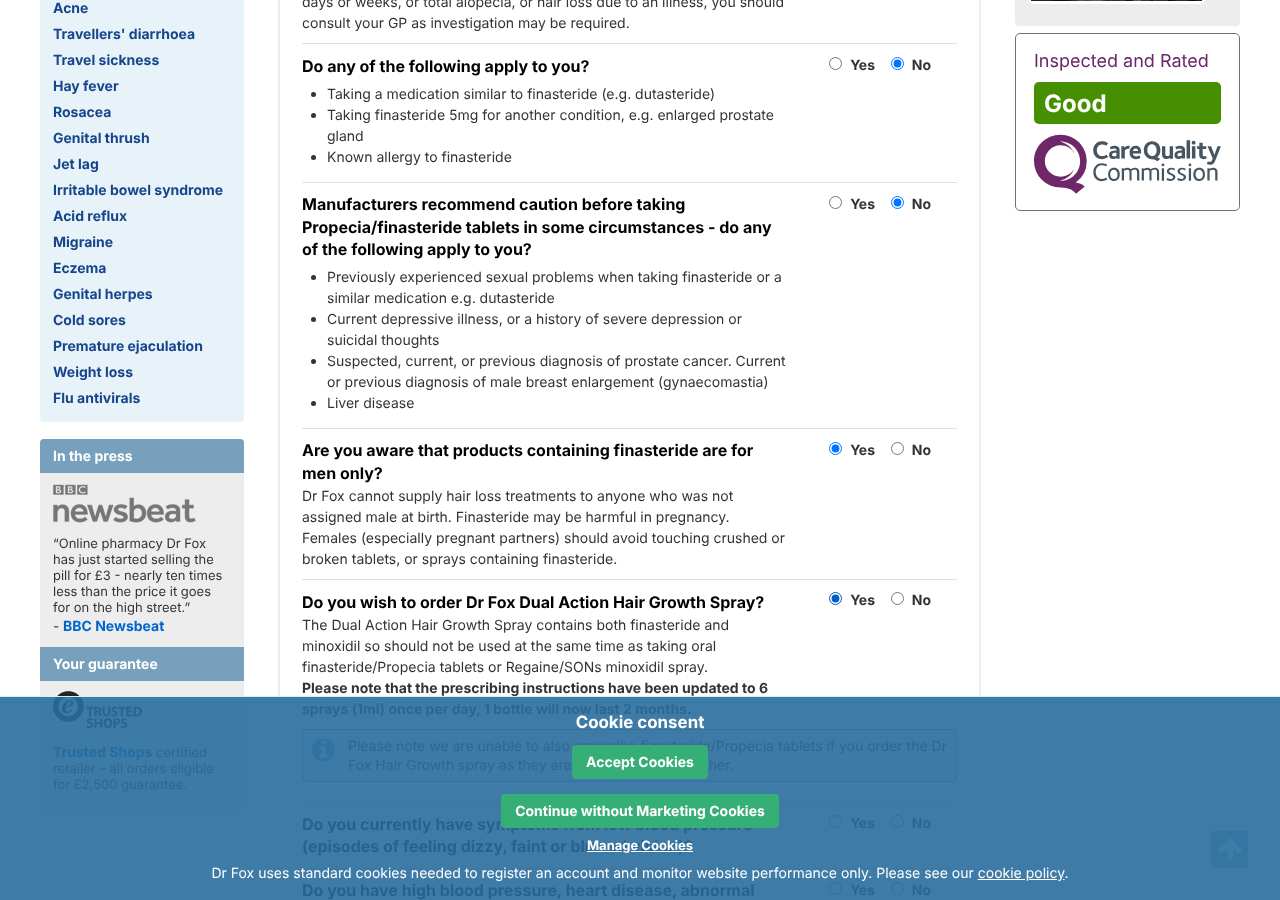 Acne
Travellers' diarrhoea
Travel sickness
Hay fever
Rosacea
Genital thrush
Jet lag
Irritable bowel syndrome
Acid reflux
Migraine
Eczema
Genital herpes
Cold sores
Premature ejaculation
Weight loss
Flu antivirals
In the press
BBC
newsbeat
“Online pharmacy Dr Fox
has just started selling the
pill for £3 - nearly ten times
less than the price it goes
for on the high street.”
- BBC Newsbeat
Your guarantee
e TRUSTED
SHOPS
Trusted Shops certified
retailer – all orders eligible
for £2,500 guarantee.
days or weeks, or total alopecia, or hair loss due to an illness, you should
consult your GP as investigation may be required.
Do any of the following apply to you? Yes No
• Taking a medication similar to finasteride (e.g. dutasteride)
• Taking finasteride 5mg for another condition, e.g. enlarged prostate
gland
• Known allergy to finasteride
Manufacturers recommend caution before taking Yes No
Propecia/finasteride tablets in some circumstances - do any
of the following apply to you?
• Previously experienced sexual problems when taking finasteride or a
similar medication e.g. dutasteride
• Current depressive illness, or a history of severe depression or
suicidal thoughts
• Suspected, current, or previous diagnosis of prostate cancer. Current
or previous diagnosis of male breast enlargement (gynaecomastia)
• Liver disease
Are you aware that products containing finasteride are for Yes No
men only?
Dr Fox cannot supply hair loss treatments to anyone who was not
assigned male at birth. Finasteride may be harmful in pregnancy.
Females (especially pregnant partners) should avoid touching crushed or
broken tablets, or sprays containing finasteride.
Do you wish to order Dr Fox Dual Action Hair Growth Spray? Yes No
The Dual Action Hair Growth Spray contains both finasteride and
minoxidil so should not be used at the same time as taking oral
finasteride/Propecia tablets or Regaine/SONs minoxidil spray.
Please note that the prescribing instructions have been updated to 6
sprays (1ml) once per day, 1 bottle will now last 2 months.
Please note we are unable to also /Propecia tablets if you order the Dr
Fox Hair Growth spray as they are
Do you currently have Yes No
(episodes of feeling dizzy, faint or
Do you have high blood pressure, heart disease, abnormal Yes No
Inspected and Rated
Good
CareQuality
Commission
Cookie consent
Accept Cookies
Continue without Marketing Cookies
Manage Cookies
Dr Fox uses standard cookies needed to register an account and monitor website performance only. Please see our cookie policy.